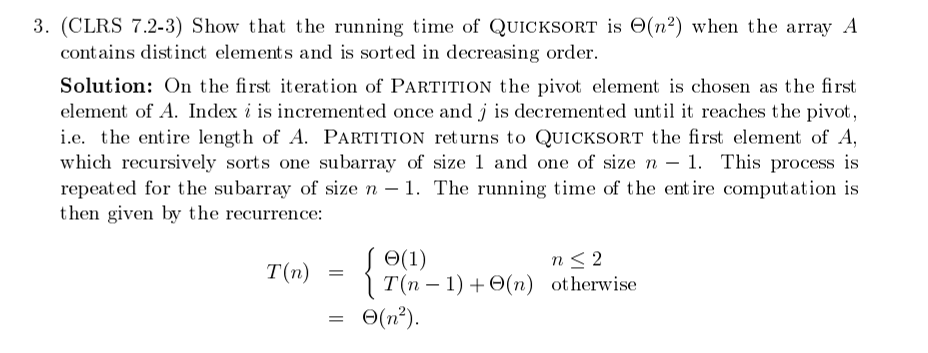 3. (CLRS 7.2-3) Show that the running time of QUICKSORT is Θ(n²) when the array A
contains distinct elements and is sorted in decreasing order.
Solution: On the first iteration of PARTITION the pivot element is chosen as the first
element of A. Index i is incremented once and j is decremented until it reaches the pivot,
i.e. the entire length of A. PARTITION returns to QUICKSORT the first element of A,
which recursively sorts one subarray of size 1 and one of size n − 1. This process is
repeated for the subarray of size n − 1. The running time of the entire computation is
then given by the recurrence:
T(n) = { Θ(1) n ≤ 2
T(n − 1) + Θ(n) otherwise
= Θ(n²).